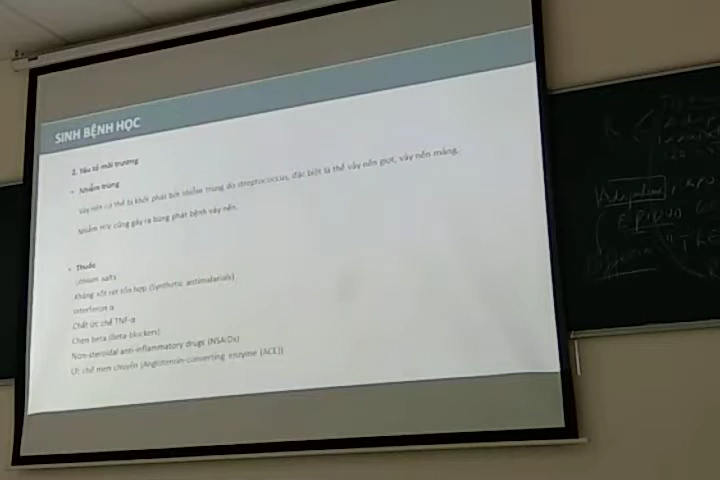 SINH BỆNH HỌC
2. Yếu tố môi trường
• Nhiễm trùng
Vảy nến có thể bị khởi phát bởi nhiễm trùng do streptococcus, đặc biệt là thể vảy nến giọt, vảy nến mảng.
Nhiễm HIV cũng gây ra bùng phát bệnh vảy nến.
• Thuốc
Lithium salts
Kháng sốt rét tổn hợp (Synthetic antimalarials)
Interferon α
Chất ức chế TNF-α
Chẹn beta (Beta-blockers)
Non-steroidal anti-inflammatory drugs (NSAIDs)
Ức chế men chuyển (Angiotensin-converting enzyme (ACE))